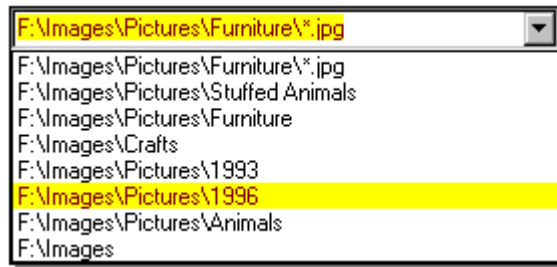 F:\Images\Pictures\Furniture\*.jpg
F:\Images\Pictures\Furniture\*.jpg
F:\Images\Pictures\Stuffed Animals
F:\Images\Pictures\Furniture
F:\Images\Crafts
F:\Images\Pictures\1993
F:\Images\Pictures\1996
F:\Images\Pictures\Animals
F:\Images